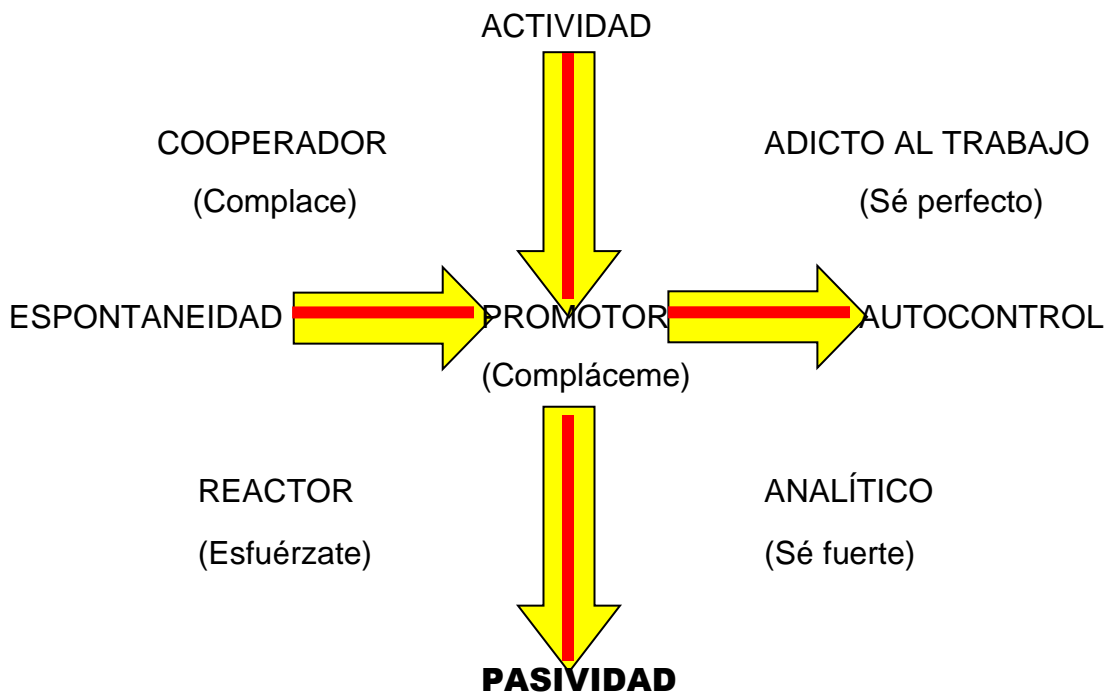 ACTIVIDAD
COOPERADOR
ADICTO AL TRABAJO
(Complace)
(Sé perfecto)
ESPONTANEIDAD
PROMOTOR
AUTOCONTROL
(Compláceme)
REACTOR
ANALÍTICO
(Esfuérzate)
(Sé fuerte)
PASIVIDAD